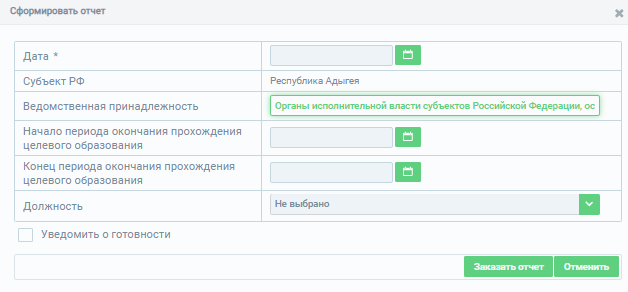 Сформировать отчет
Дата *
Субъект РФ Республика Адыгея
Ведомственная принадлежность Органы исполнительной власти субъектов Российской Федерации, ос
Начало периода окончания прохождения
целевого образования
Конец периода окончания прохождения
целевого образования
Должность Не выбрано
Уведомить о готовности
Заказать отчет Отменить